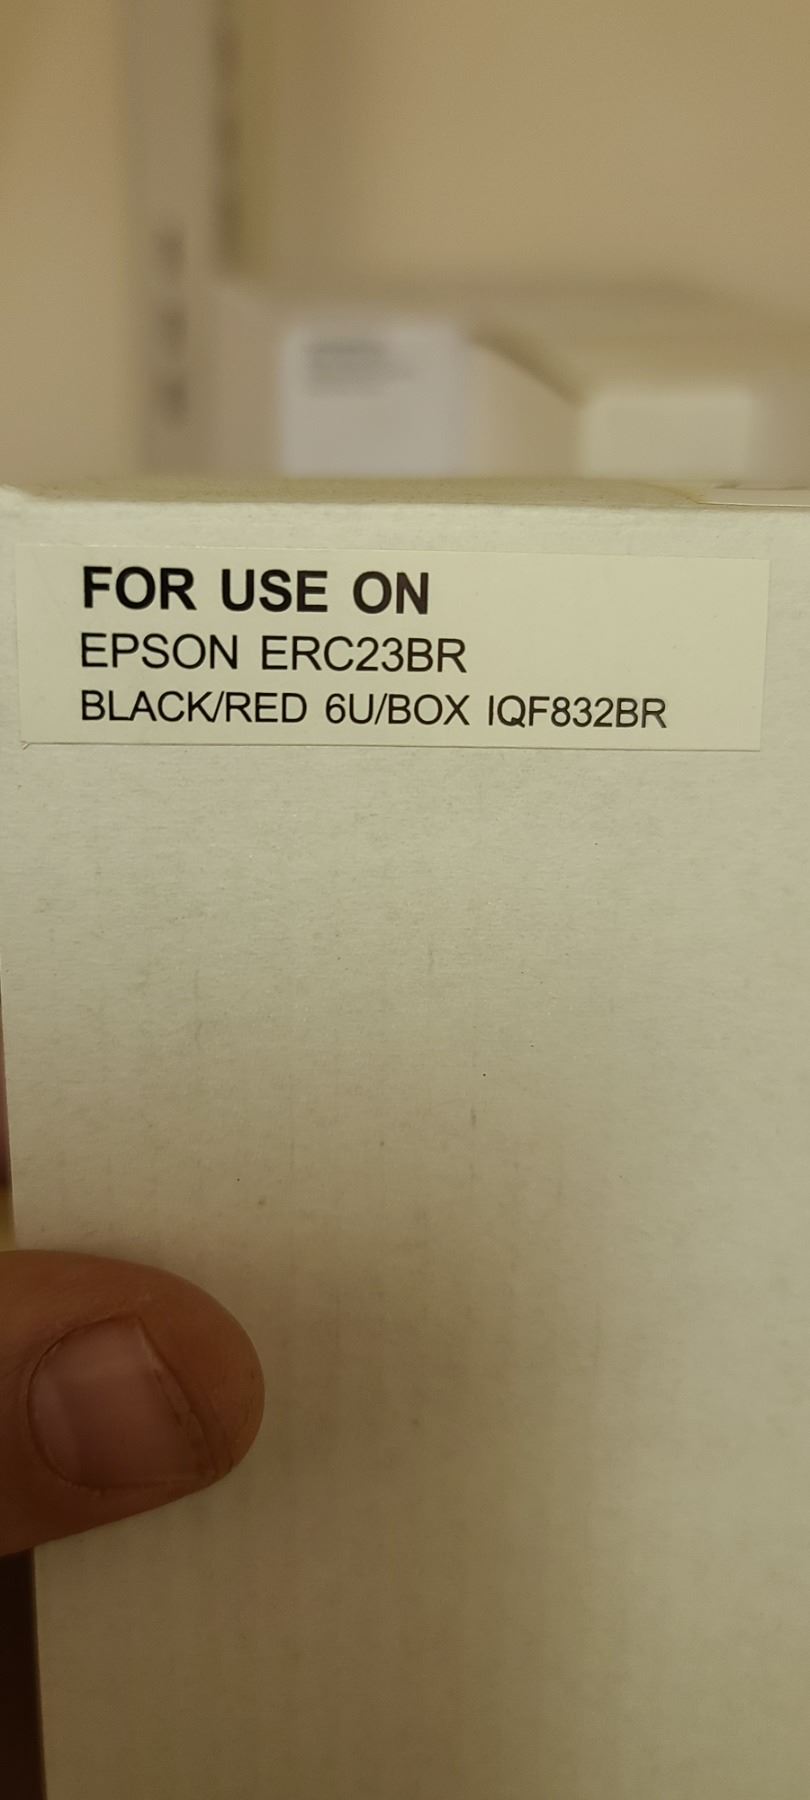 FOR USE ON
EPSON ERC23BR
BLACK/RED 6U/BOX IQF832BR